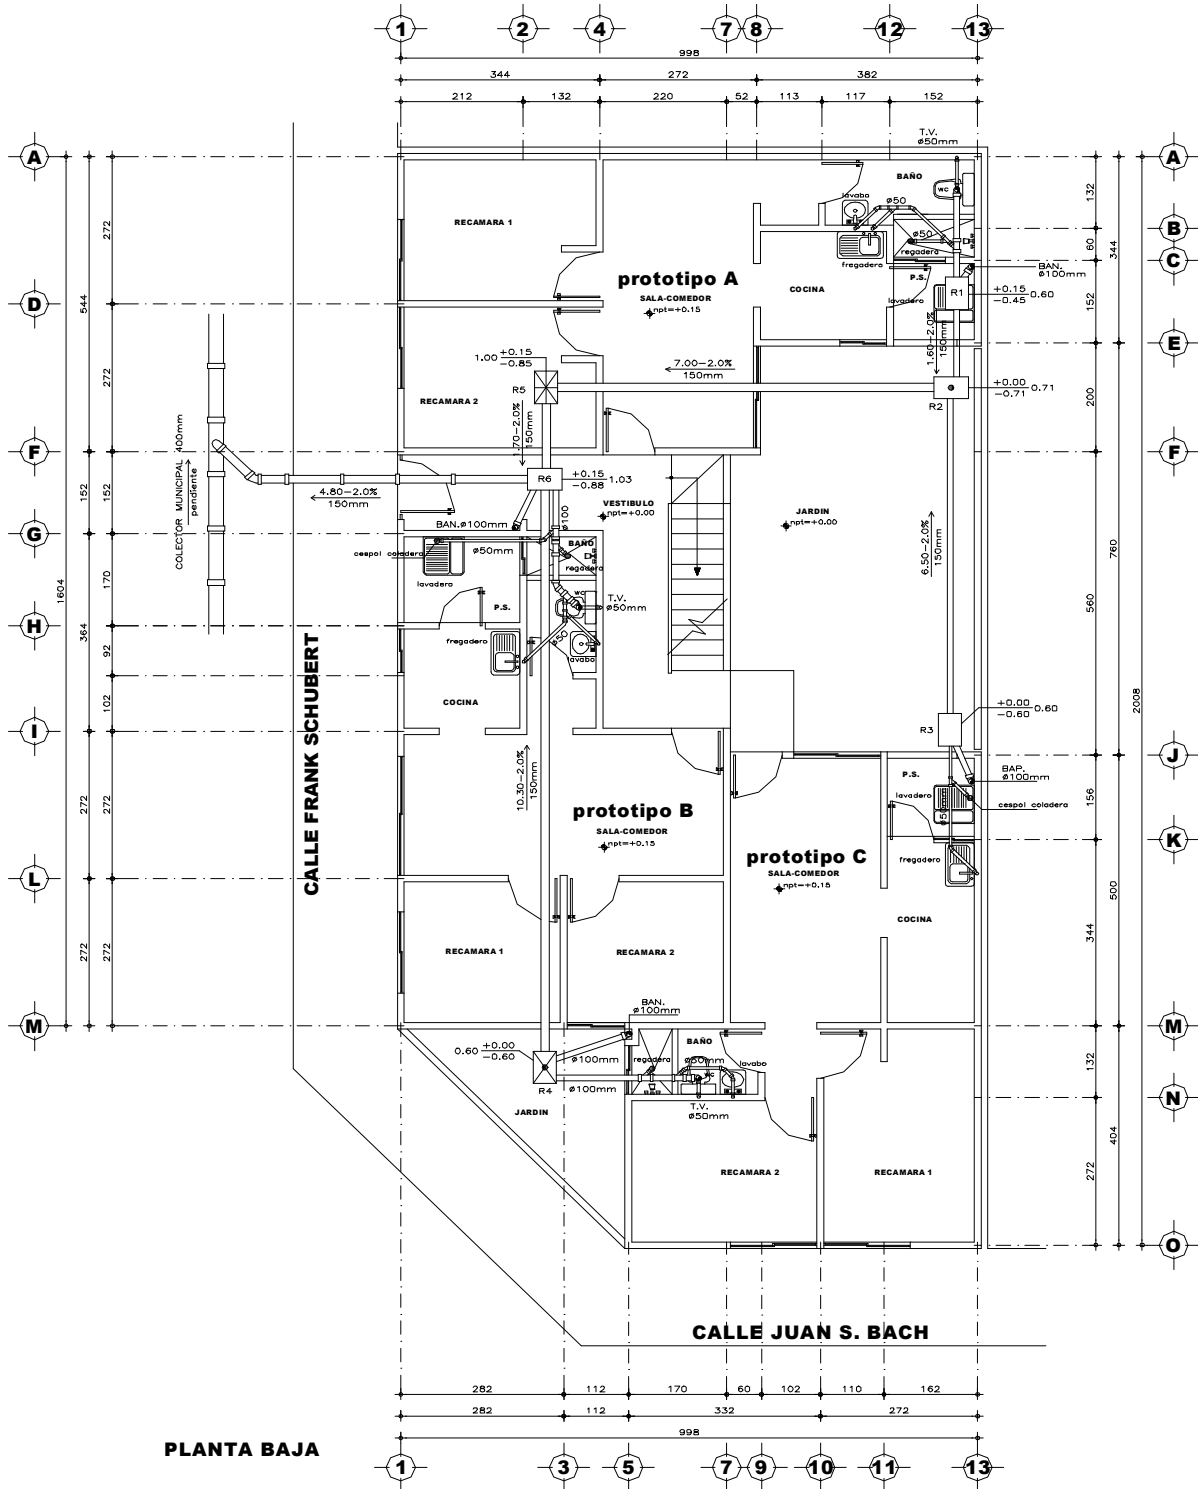 1 2 4 7 8 12 13
998
344 272 382
212 132 220 52 113 117 152
T.V.
ø50mm
A
A
BAÑO
lavabo
WC
ø50
RECAMARA 1
272
132
B
60
344
C
ø50
regadera
fregadero
P.S.
BAN.
ø100mm
prototipo A
SALA-COMEDOR
npt=+0.15
COCINA
lavadero
R1
+0.15
-0.45
0.60
152
D
544
1.60-2.0%
150mm
E
1.00
+0.15
-0.85
7.00-2.0%
150mm
R5
R2
+0.00
-0.71
0.71
272
200
RECAMARA 2
1.70-2.0%
150mm
F
F
COLECTOR MUNICIPAL 400mm
pendiente
R6
+0.15
-0.88
1.03
4.80-2.0%
150mm
152
152
VESTIBULO
npt=+0.00
JARDIN
npt=+0.00
BAN.ø100mm
ø100
G
ø50mm
cespol coladera
BAÑO
regadera
lavadero
6.50-2.0%
150mm
760
1604
170
P.S.
WC
T.V.
ø50mm
560
H
364
fregadero
ø50
lavabo
92
CALLE FRANK SCHUBERT
102
COCINA
2008
+0.00
-0.60
0.60
R3
I
J
10.30-2.0%
150mm
P.S.
BAP.
ø100mm
lavadero
cespol coladera
ø50mm
156
272
272
prototipo B
SALA-COMEDOR
npt=+0.15
K
prototipo C
SALA-COMEDOR
npt=+0.15
fregadero
L
500
COCINA
344
272
272
RECAMARA 1
RECAMARA 2
BAN.
ø100mm
M
M
0.60
+0.00
-0.60
ø100mm
regadera
BAÑO
ø50mm
lavabo
WC
132
R4
ø100mm
T.V.
ø50mm
N
JARDIN
404
RECAMARA 2
RECAMARA 1
272
O
CALLE JUAN S. BACH
282 112 170 60 102 110 162
282 112 332 272
998
PLANTA BAJA
1 3 5 7 9 10 11 13